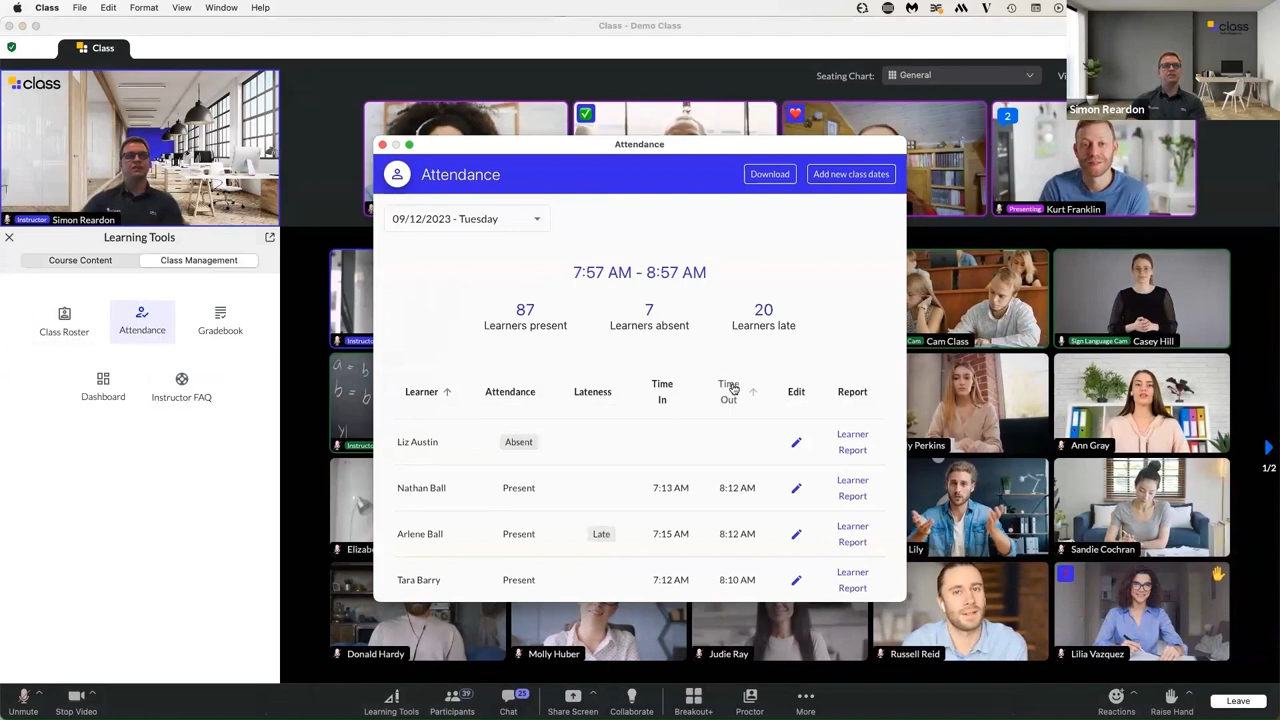 Class File Edit Format View Window Help
Class - Demo Class
Class
class
Seating Chart: General
class
Simon Reardon
Instructor Simon Reardon
2
Presenting Kurt Franklin
Attendance
Attendance
Download
Add new class dates
09/12/2023 - Tuesday
7:57 AM - 8:57 AM
87 7 20
Learners present Learners absent Learners late
Learner Attendance Lateness Time In Time Out Edit Report
Liz Austin Absent Learner Report
Nathan Ball Present 7:13 AM 8:12 AM Learner Report
Arlene Ball Present Late 7:15 AM 8:12 AM Learner Report
Tara Barry Present 7:12 AM 8:10 AM Learner Report
Learning Tools
Course Content Class Management
Class Roster Attendance Gradebook
Dashboard Instructor FAQ
Cam Class
Sign Language Cam Casey Hill
Perkins
Ann Gray
1/2
Lily
Sandie Cochran
Donald Hardy
Molly Huber
Judie Ray
Russell Reid
Lilia Vazquez
Unmute Stop Video Learning Tools Participants 39 Chat 25 Share Screen Collaborate Breakout+ Proctor More Reactions Raise Hand Leave